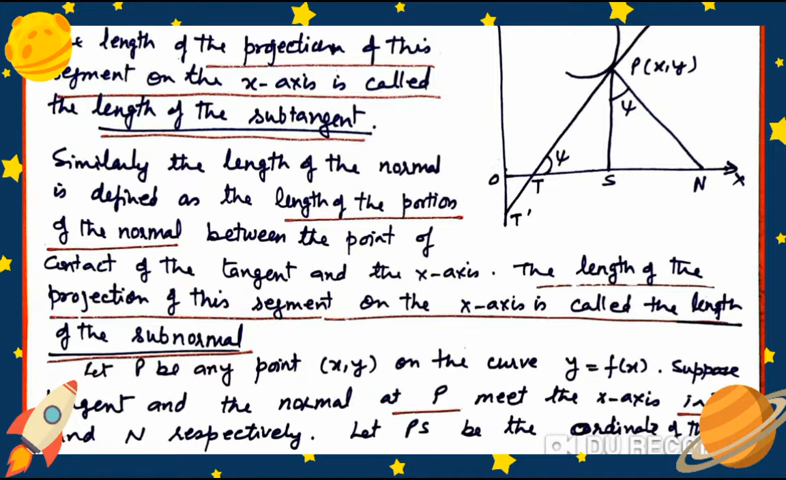 length of the projection of this
segment on the x-axis is called
the length of the subtangent.
Similarly the length of the normal
is defined as the length of the portion
of the normal between the point of
contact of the tangent and the x-axis. The length of the
projection of this segment on the x-axis is called the length
of the subnormal
Let P be any point (x,y) on the curve y = f(x). Suppose
and the normal at P meet the x-axis
N respectively. Let PS be the ordinate of
P(x,y)
ψ
ψ
O T S N X
T'
DU REC